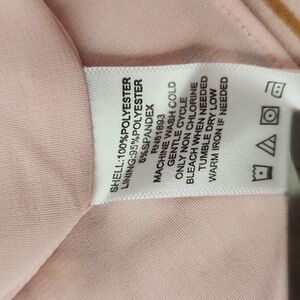 SHELL:100%POLYESTER
LINING:95%POLYESTER
5%SPANDEX
RN81893
MACHINE WASH COLD
GENTLE CYCLE
ONLY NON CHLORINE
BLEACH WHEN NEEDED
TUMBLE DRY LOW
WARM IRON IF NEEDED